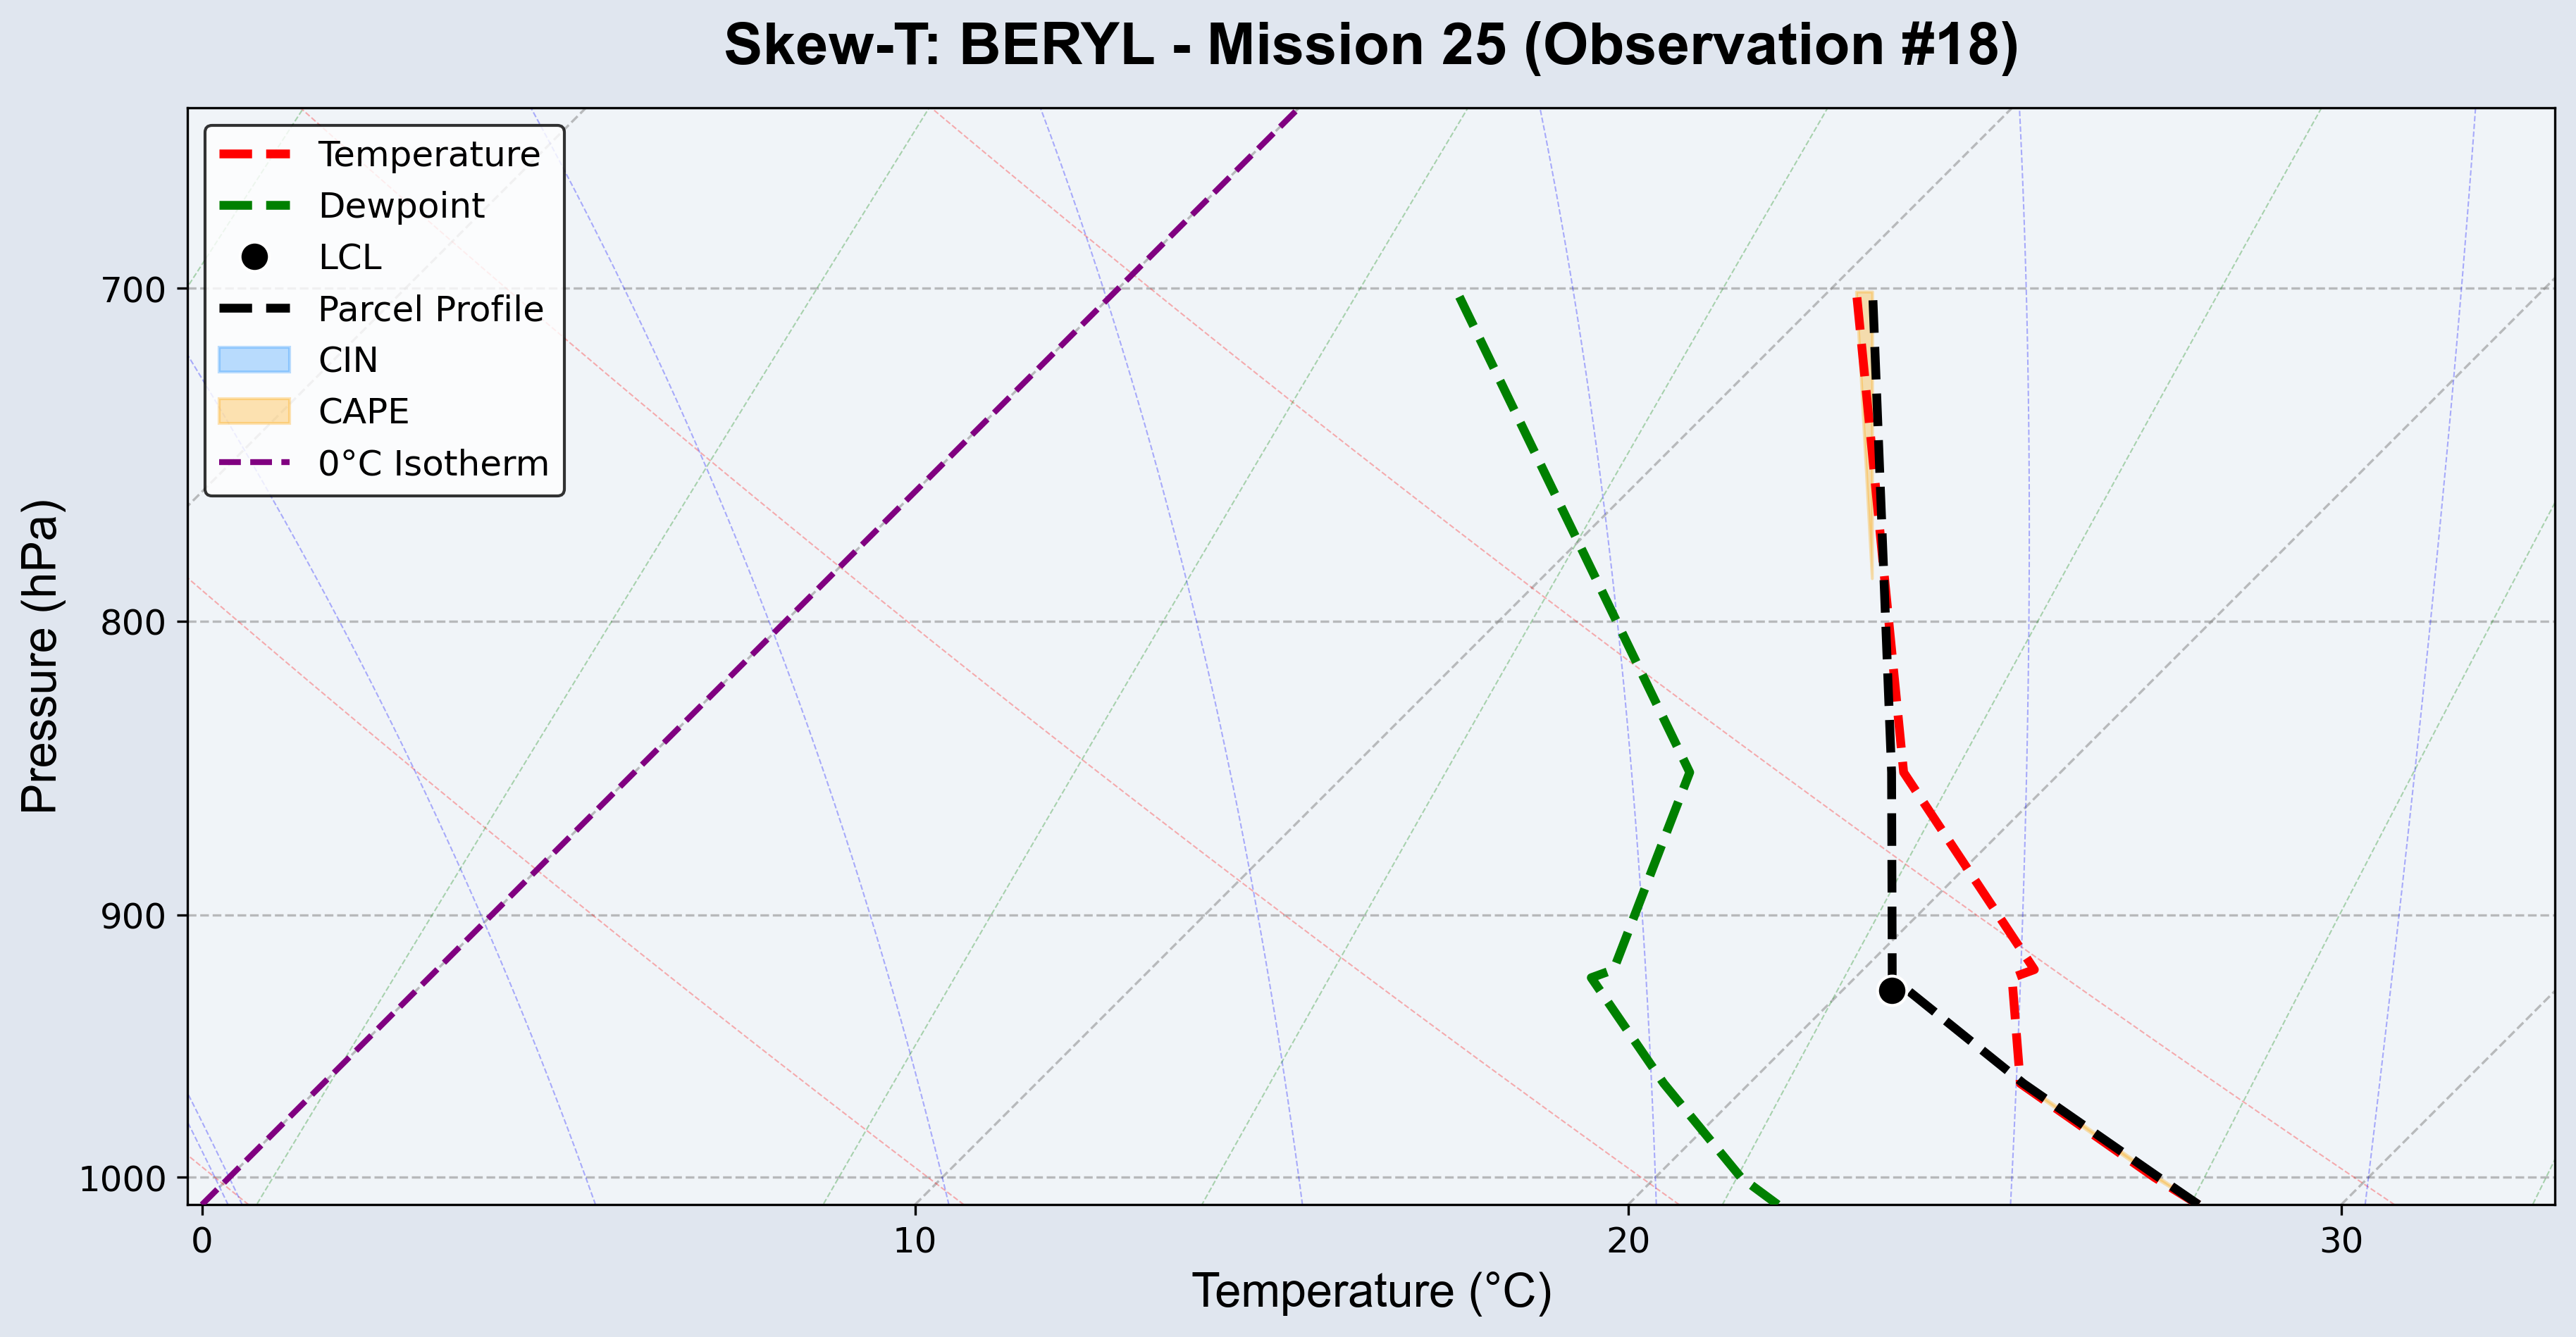 Skew-T: BERYL - Mission 25 (Observation #18)
Temperature
Dewpoint
LCL
Parcel Profile
CIN
CAPE
0°C Isotherm
Pressure (hPa)
700
800
900
1000
0 10 20 30
Temperature (°C)